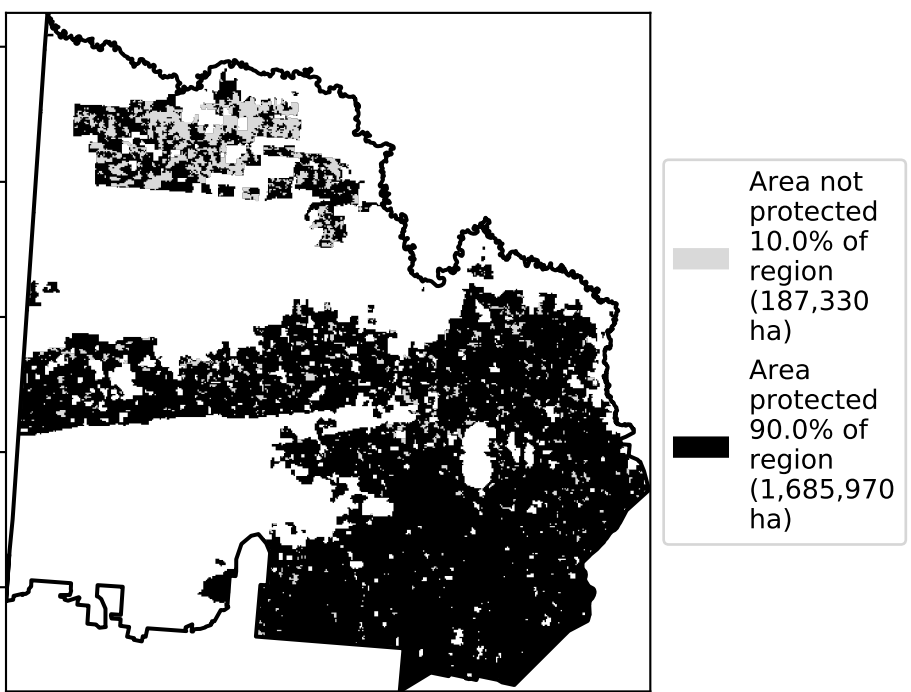 Area not
protected
10.0% of
region
(187,330
ha)
Area
protected
90.0% of
region
(1,685,970
ha)